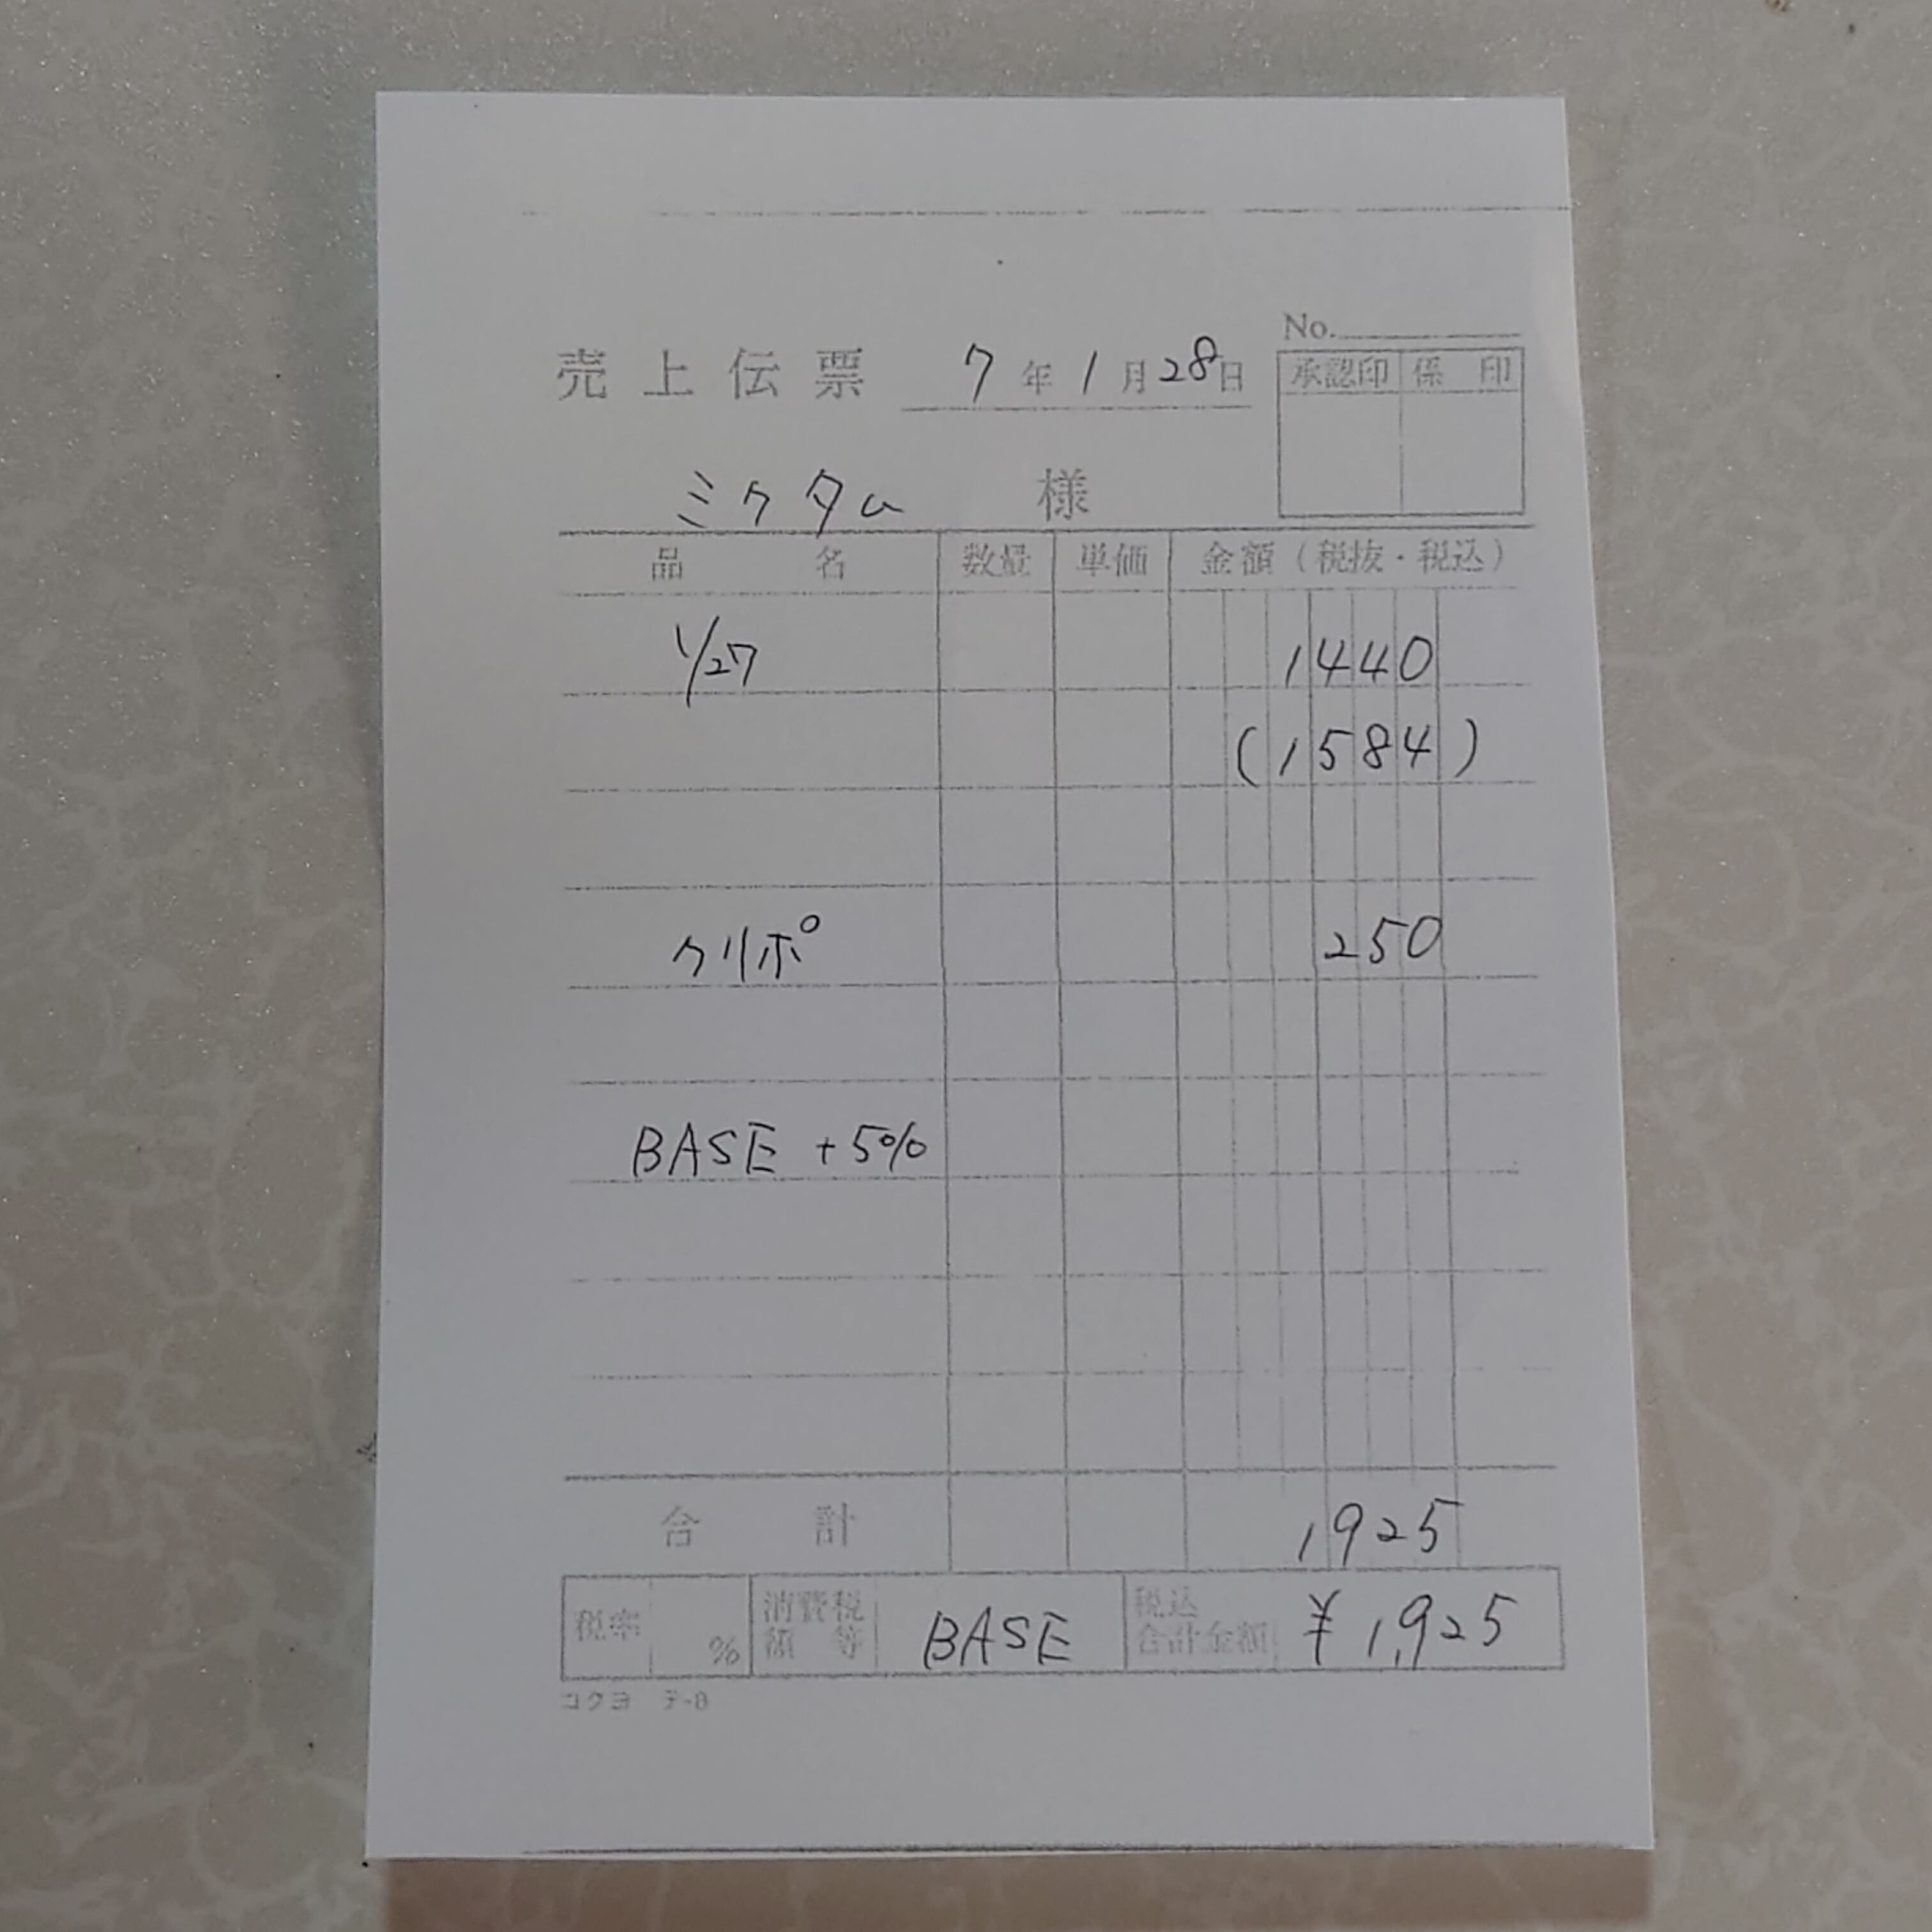 No.
売上伝票 7年1月28日
承認印 係印
ミクタム 様
品名 数量 単価 金額(税抜・税込)
1/27 1440
(1584)
クリポ 250
BASE +5%
合計 1925
税率 % 消費税額等 BASE 税込合計金額 ¥1,925
コクヨ テ-8